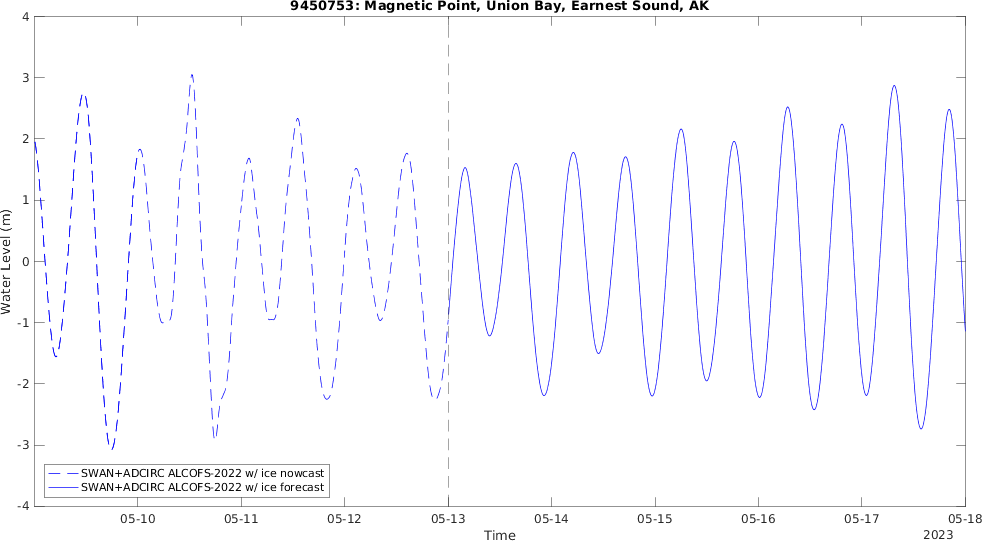 9450753: Magnetic Point, Union Bay, Earnest Sound, AK
4
3
2
1
0
-1
-2
-3
-4
Water Level (m)
SWAN+ADCIRC ALCOFS-2022 w/ ice nowcast
SWAN+ADCIRC ALCOFS-2022 w/ ice forecast
05-10 05-11 05-12 05-13 05-14 05-15 05-16 05-17 05-18
Time
2023